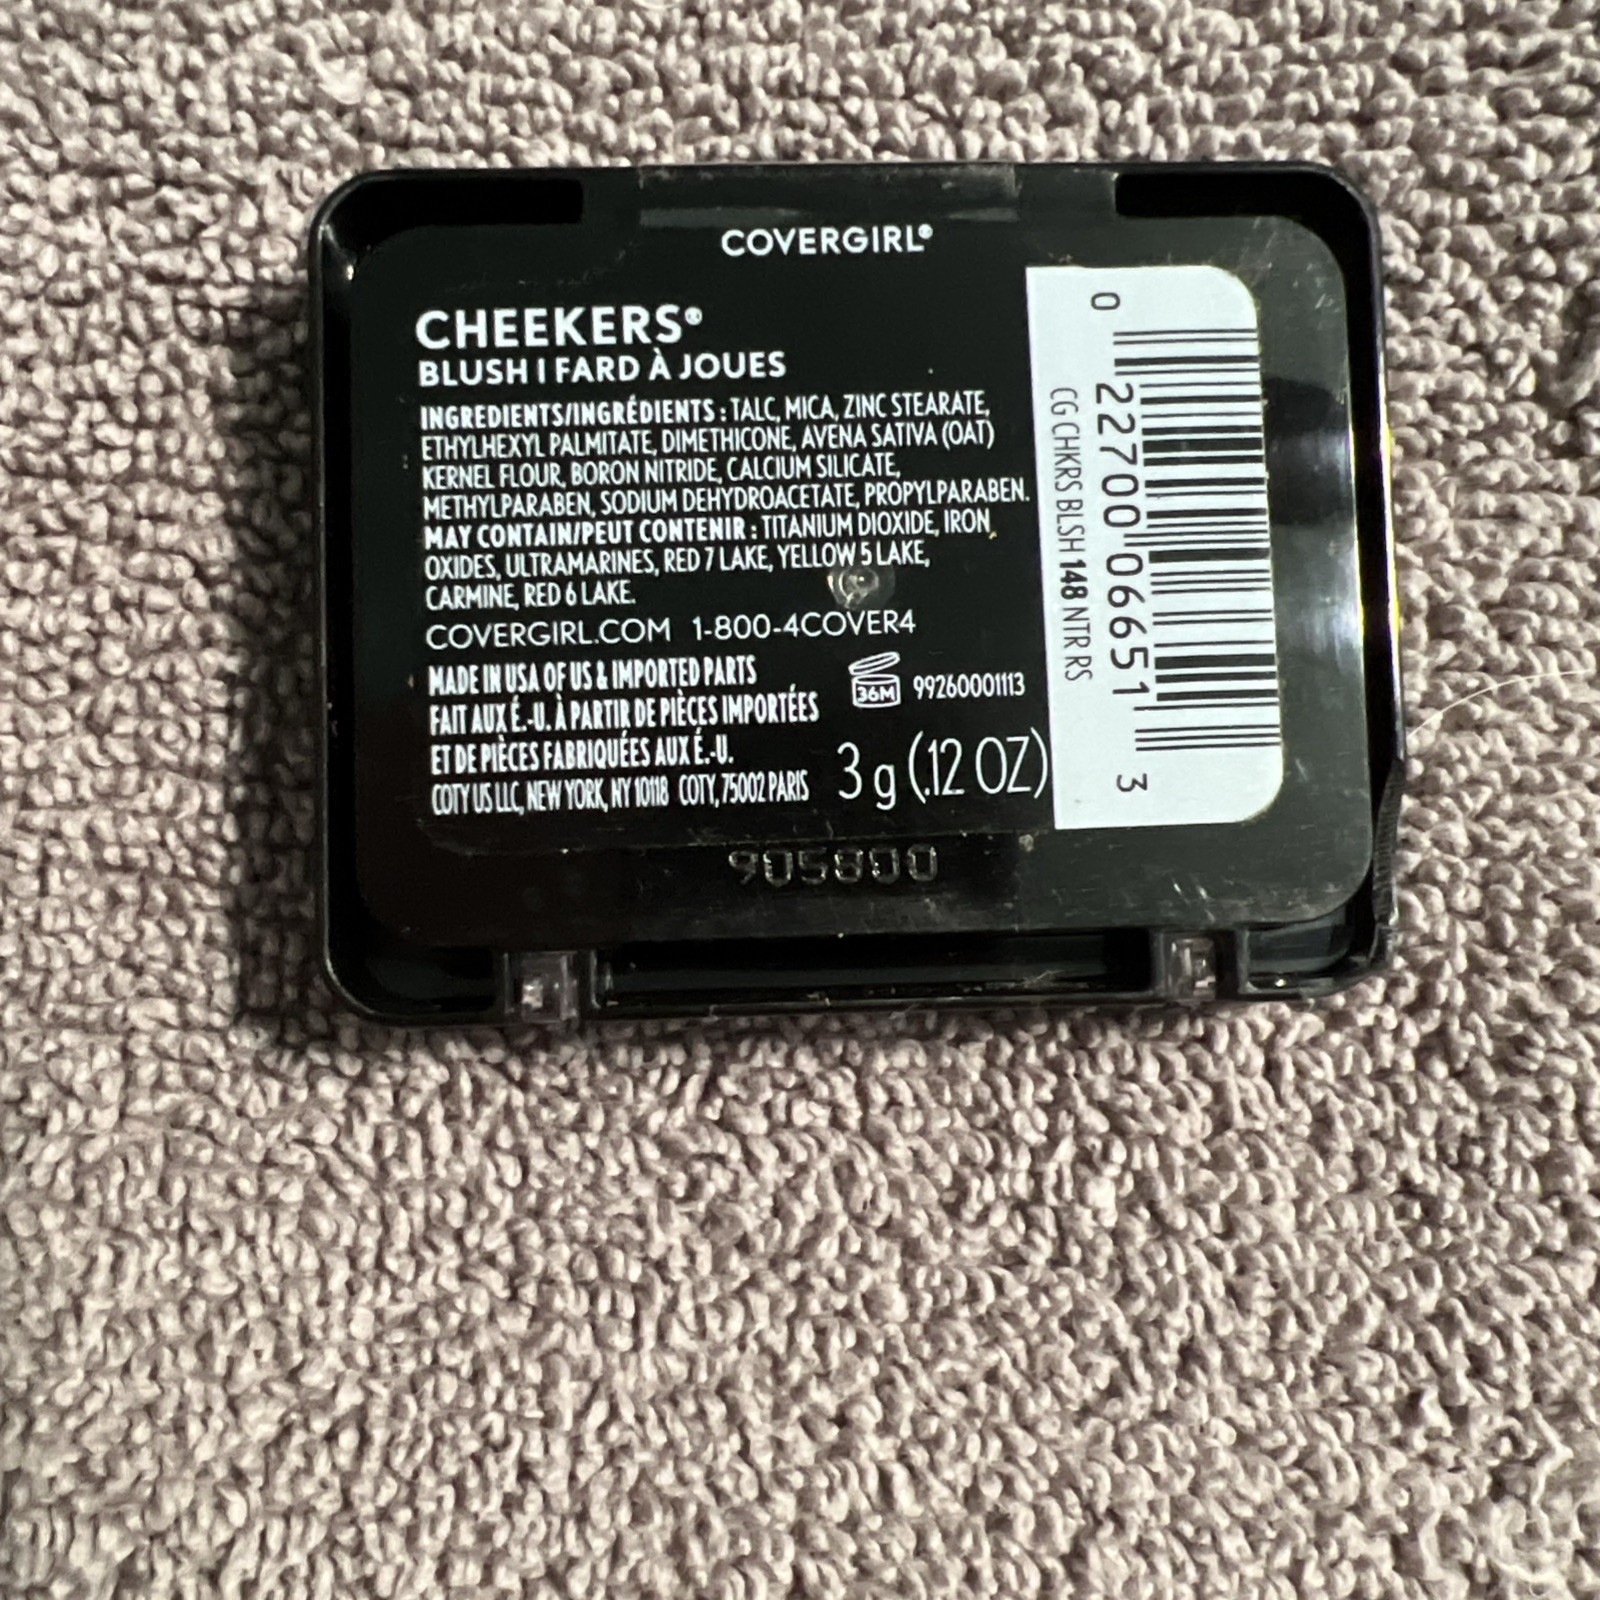 COVERGIRL®
CHEEKERS®
BLUSH I FARD À JOUES
INGREDIENTS/INGRÉDIENTS : TALC, MICA, ZINC STEARATE,
ETHYLHEXYL PALMITATE, DIMETHICONE, AVENA SATIVA (OAT)
KERNEL FLOUR, BORON NITRIDE, CALCIUM SILICATE,
METHYLPARABEN, SODIUM DEHYDROACETATE, PROPYLPARABEN.
MAY CONTAIN/PEUT CONTENIR : TITANIUM DIOXIDE, IRON
OXIDES, ULTRAMARINES, RED 7 LAKE, YELLOW 5 LAKE,
CARMINE, RED 6 LAKE.
COVERGIRL.COM 1-800-4COVER4
MADE IN USA OF US & IMPORTED PARTS
FAIT AUX É.-U. À PARTIR DE PIÈCES IMPORTÉES
ET DE PIÈCES FABRIQUÉES AUX É.-U.
COTY US LLC, NEW YORK, NY 10118 COTY, 75002 PARIS
36M 99260001113
3 g (.12 OZ)
905800
0 22700 06651 3
CG CHKRS BLSH 148 NTR RS